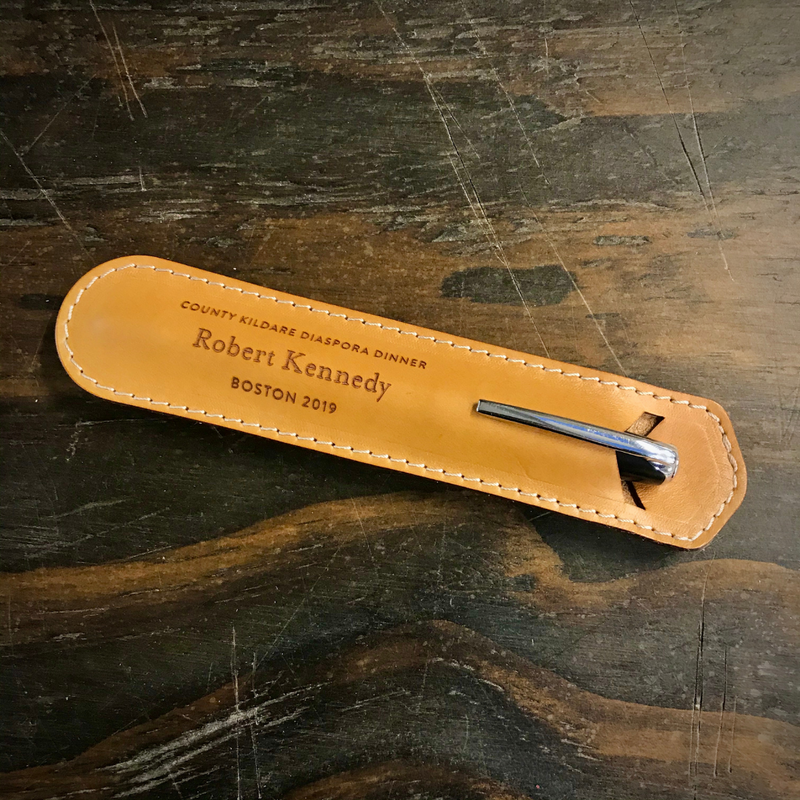 COUNTY KILDARE DIASPORA DINNER
Robert Kennedy
BOSTON 2019